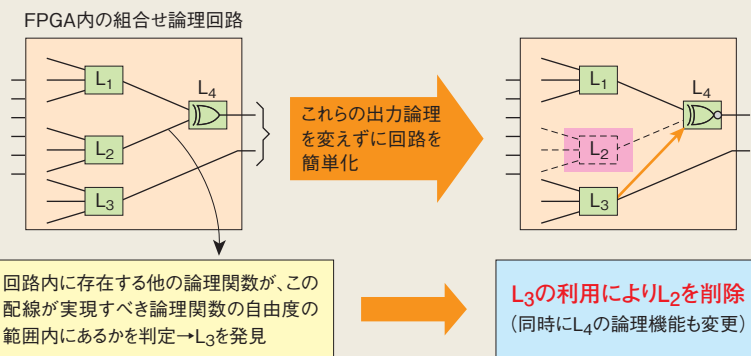 FPGA内の組合せ論理回路
L1
L4
L2
L3
これらの出力論理
を変えずに回路を
簡単化
L1
L4
L2
L3
回路内に存在する他の論理関数が、この
配線が実現すべき論理関数の自由度の
範囲内にあるかを判定→L3を発見
L3の利用によりL2を削除
(同時にL4の論理機能も変更)